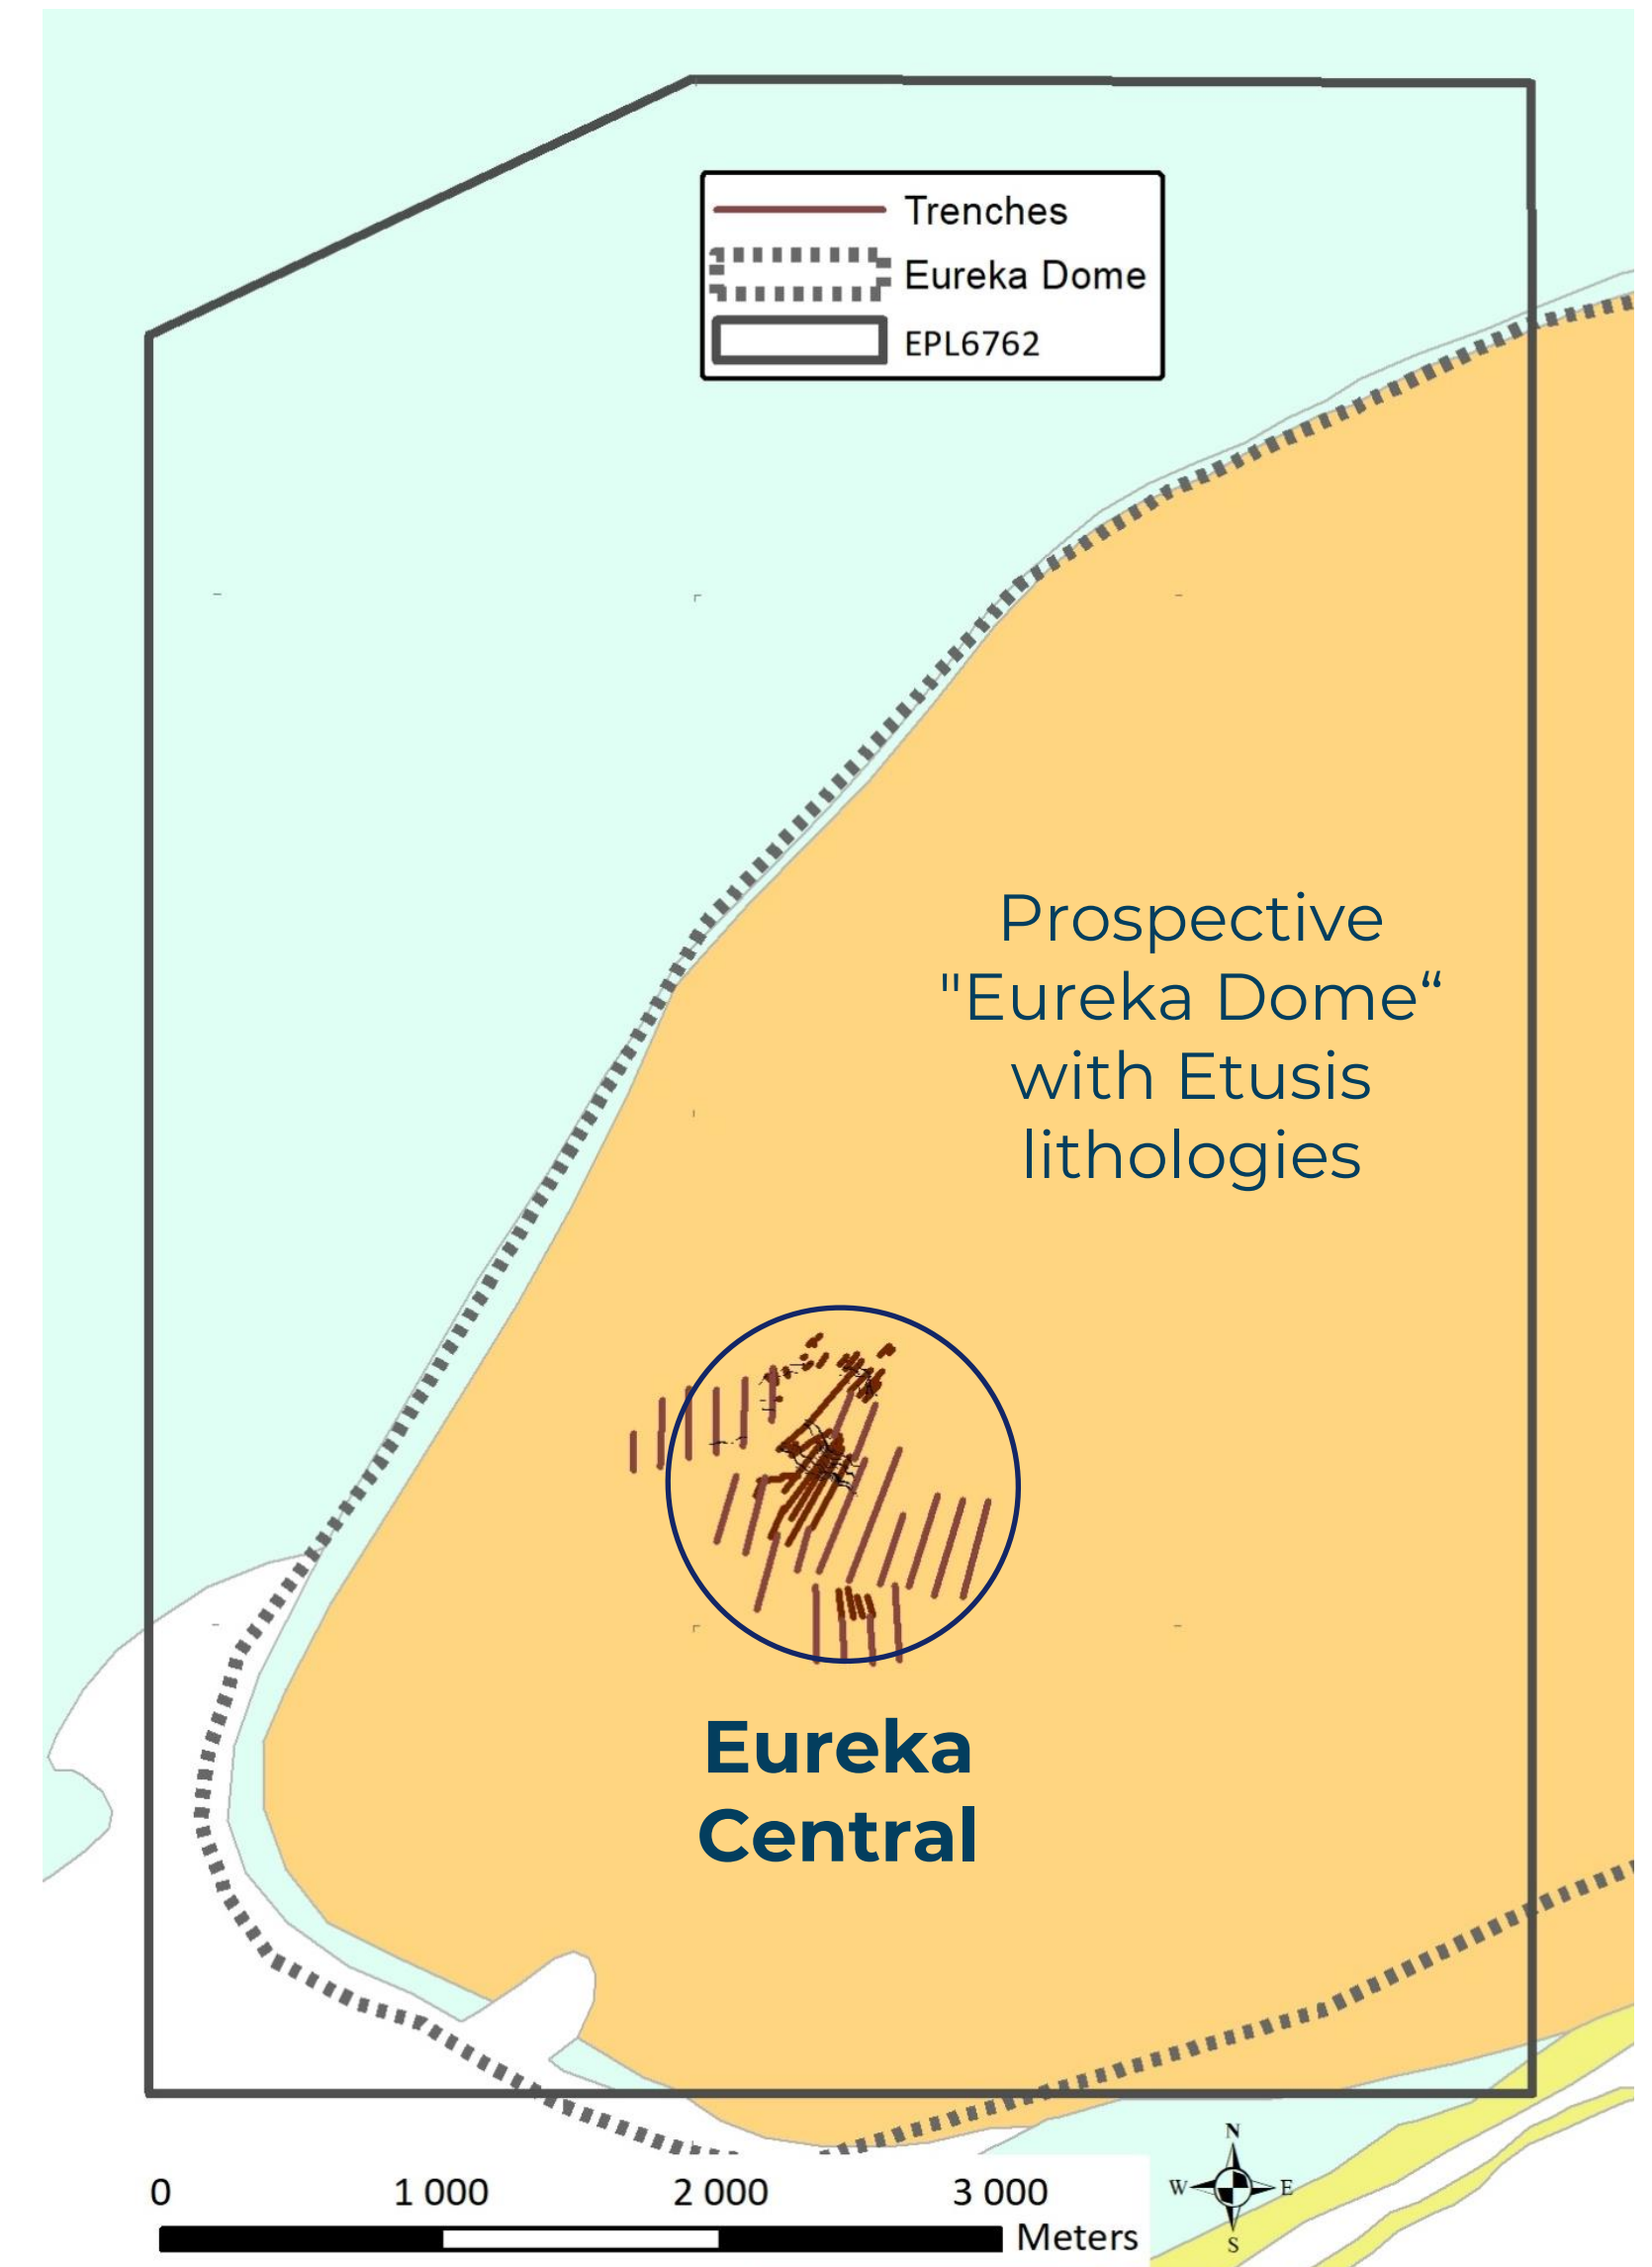 Trenches
Eureka Dome
EPL6762
Prospective
"Eureka Dome“
with Etusis
lithologies
Eureka
Central
N
W E
S
0 1 000 2 000 3 000
Meters